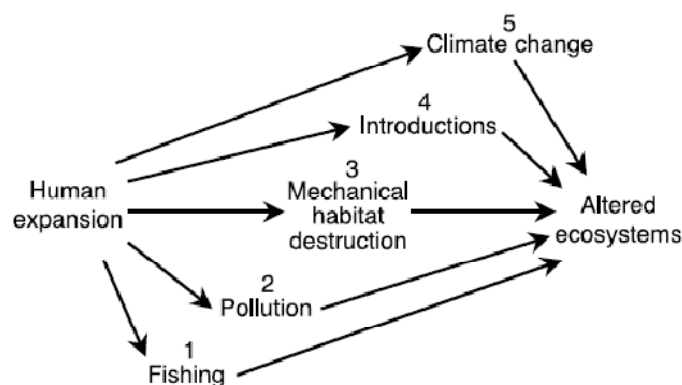 5
Climate change
4
Introductions
3
Mechanical
habitat
destruction
Human
expansion
Altered
ecosystems
2
Pollution
1
Fishing